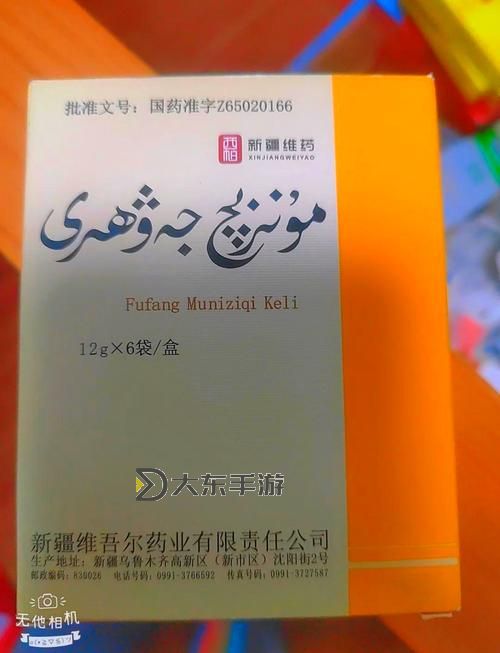 批准文号：国药准字Z65020166
新疆维药
XINJIANGWEIYAO
مۇنزىچ جەۋھىرى
Fufang Muniziqi Keli
12g×6袋/盒
大东手游
新疆维吾尔药业有限责任公司
生产地址：新疆乌鲁木齐高新区（新市区）沈阳街2号
邮政编码：830026 电话号码：0991-3766592 传真号码：0991-3727587
无他相机